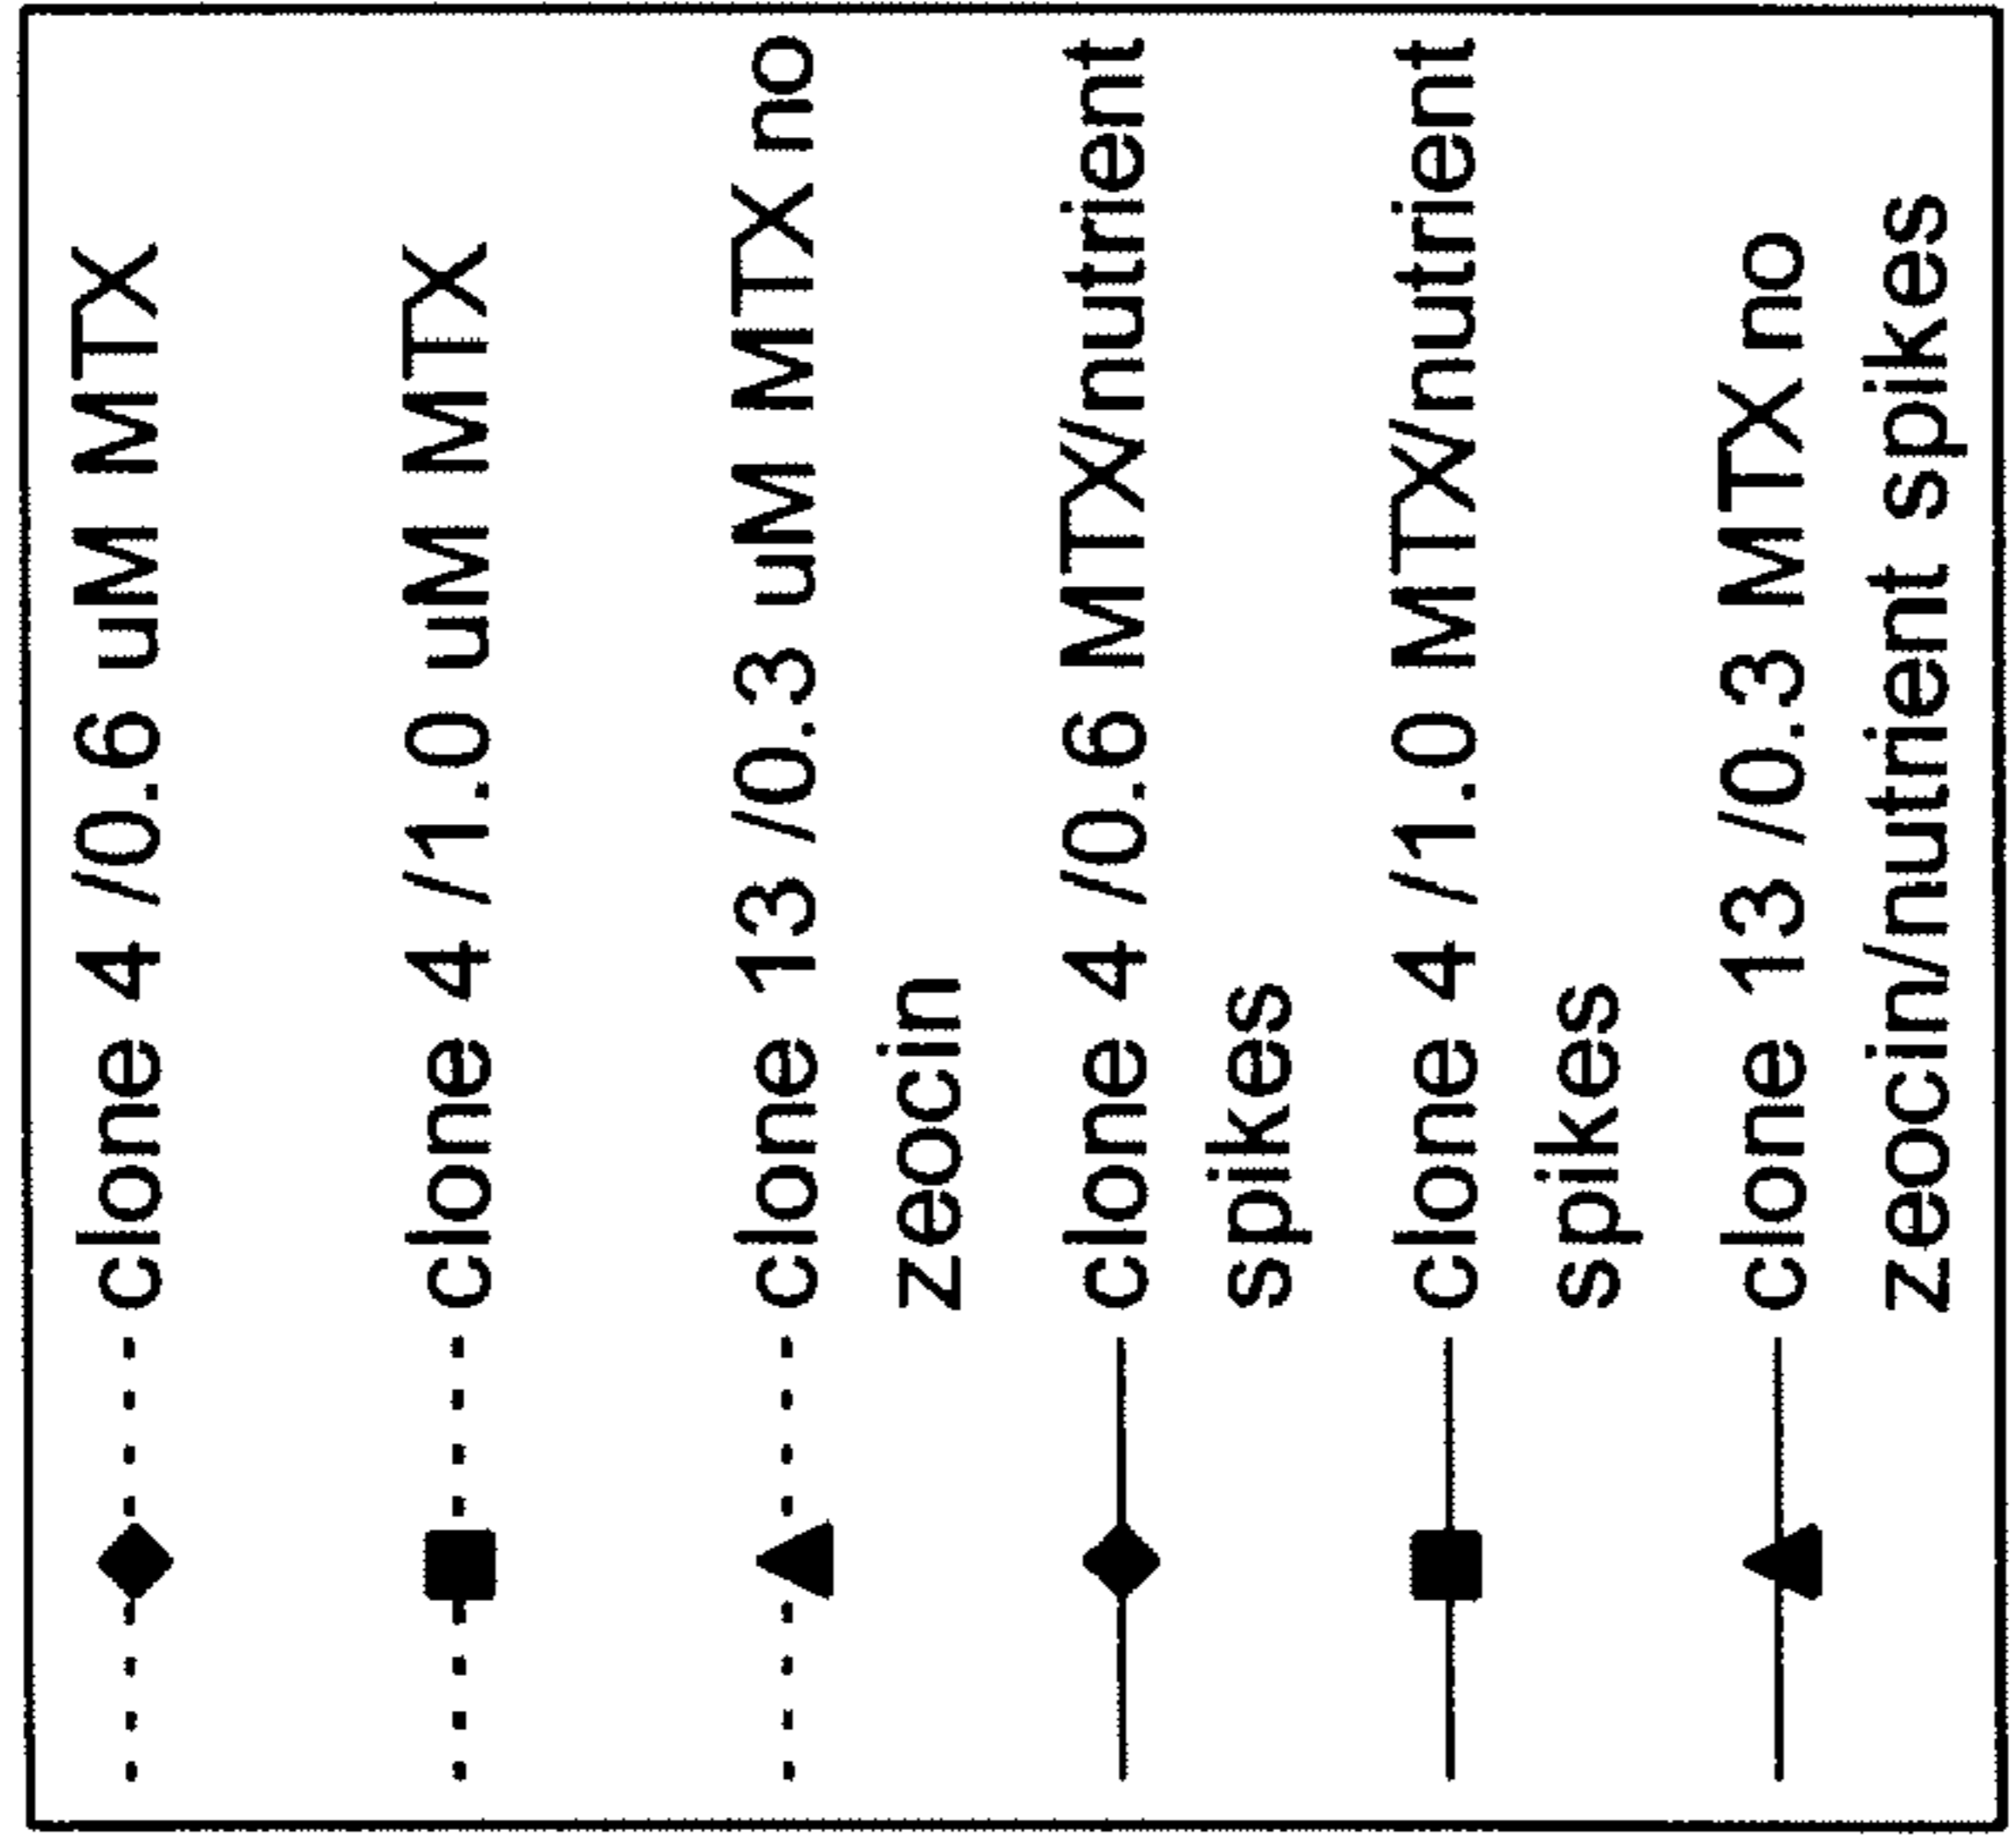 clone 4 /0.6 uM MTX
clone 4 /1.0 uM MTX
clone 13 /0.3 uM MTX no
zeocin
clone 4 /0.6 MTX/nutrient
spikes
clone 4 /1.0 MTX/nutrient
spikes
clone 13 /0.3 MTX no
zeocin/nutrient spikes